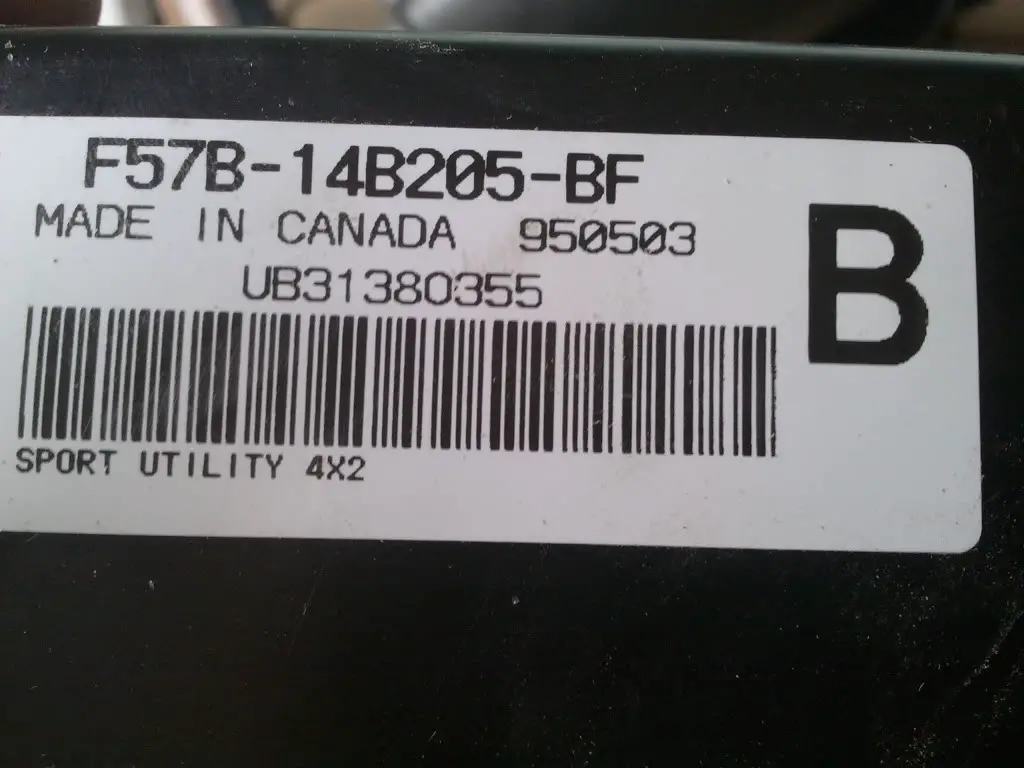 F57B-14B205-BF
MADE IN CANADA 950503
UB31380355
B
SPORT UTILITY 4X2